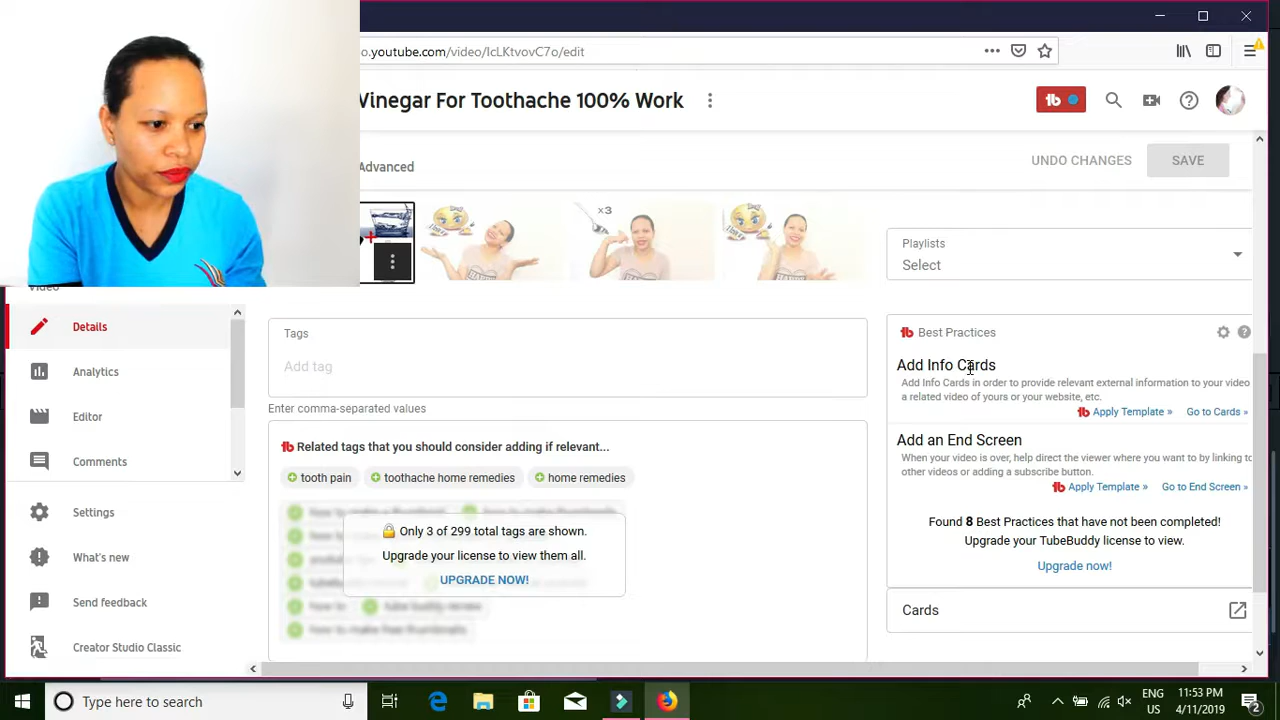 o.youtube.com/video/IcLKtvovC7o/edit
Vinegar For Toothache 100% Work
tb
Advanced
UNDO CHANGES
SAVE
x3
Playlists
Select
Video
Details
Analytics
Editor
Comments
Settings
What's new
Send feedback
Creator Studio Classic
Tags
Add tag
Enter comma-separated values
tb Related tags that you should consider adding if relevant...
tooth pain
toothache home remedies
home remedies
Only 3 of 299 total tags are shown.
Upgrade your license to view them all.
UPGRADE NOW!
tb Best Practices
Add Info Cards
Add Info Cards in order to provide relevant external information to your video
a related video of yours or your website, etc.
tb Apply Template »
Go to Cards »
Add an End Screen
When your video is over, help direct the viewer where you want to by linking to
other videos or adding a subscribe button.
tb Apply Template »
Go to End Screen »
Found 8 Best Practices that have not been completed!
Upgrade your TubeBuddy license to view.
Upgrade now!
Cards
Type here to search
ENG
US
11:53 PM
4/11/2019
2